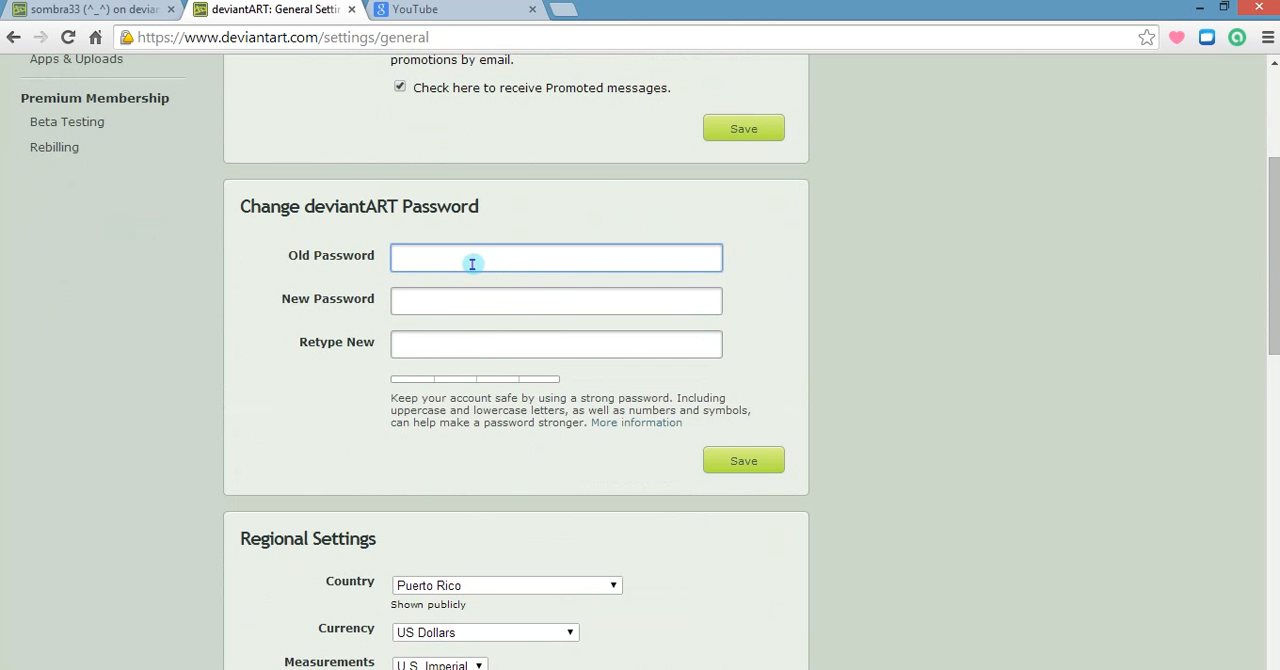 sombra33 (^_^) on devian
deviantART: General Settin
YouTube
https://www.deviantart.com/settings/general
Apps & Uploads
Premium Membership
Beta Testing
Rebilling
promotions by email.
Check here to receive Promoted messages.
Save
Change deviantART Password
Old Password
New Password
Retype New
Keep your account safe by using a strong password. Including
uppercase and lowercase letters, as well as numbers and symbols,
can help make a password stronger. More information
Save
Regional Settings
Country Puerto Rico
Shown publicly
Currency US Dollars
Measurements U.S. Imperial